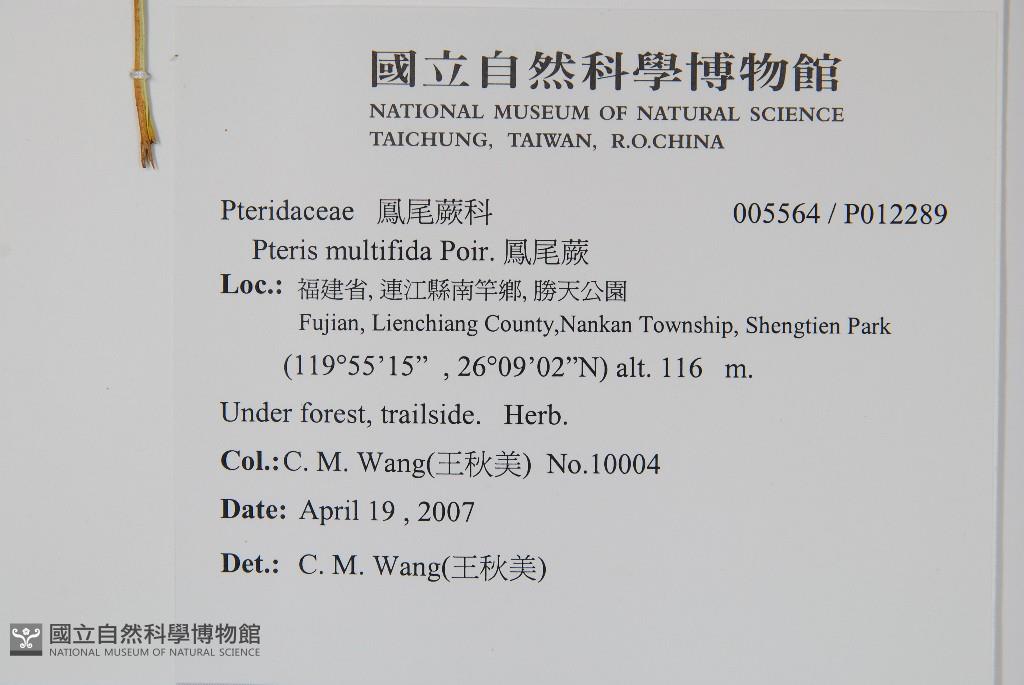 國立自然科學博物館
NATIONAL MUSEUM OF NATURAL SCIENCE
TAICHUNG, TAIWAN, R.O.CHINA
Pteridaceae 鳳尾蕨科 005564 / P012289
Pteris multifida Poir. 鳳尾蕨
Loc.: 福建省, 連江縣南竿鄉, 勝天公園
Fujian, Lienchiang County,Nankan Township, Shengtien Park
(119°55’15” , 26°09’02”N) alt. 116 m.
Under forest, trailside. Herb.
Col.: C. M. Wang(王秋美) No.10004
Date: April 19 , 2007
Det.: C. M. Wang(王秋美)
國立自然科學博物館
NATIONAL MUSEUM OF NATURAL SCIENCE